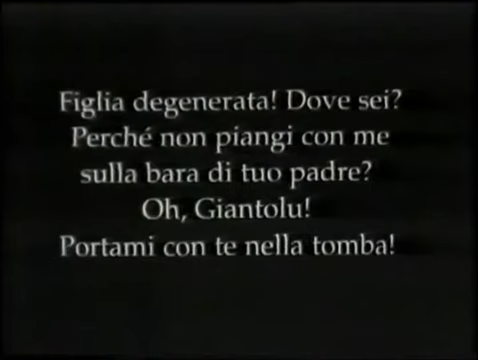 Figlia degenerata! Dove sei?
Perché non piangi con me
sulla bara di tuo padre?
Oh, Giantolu!
Portami con te nella tomba!